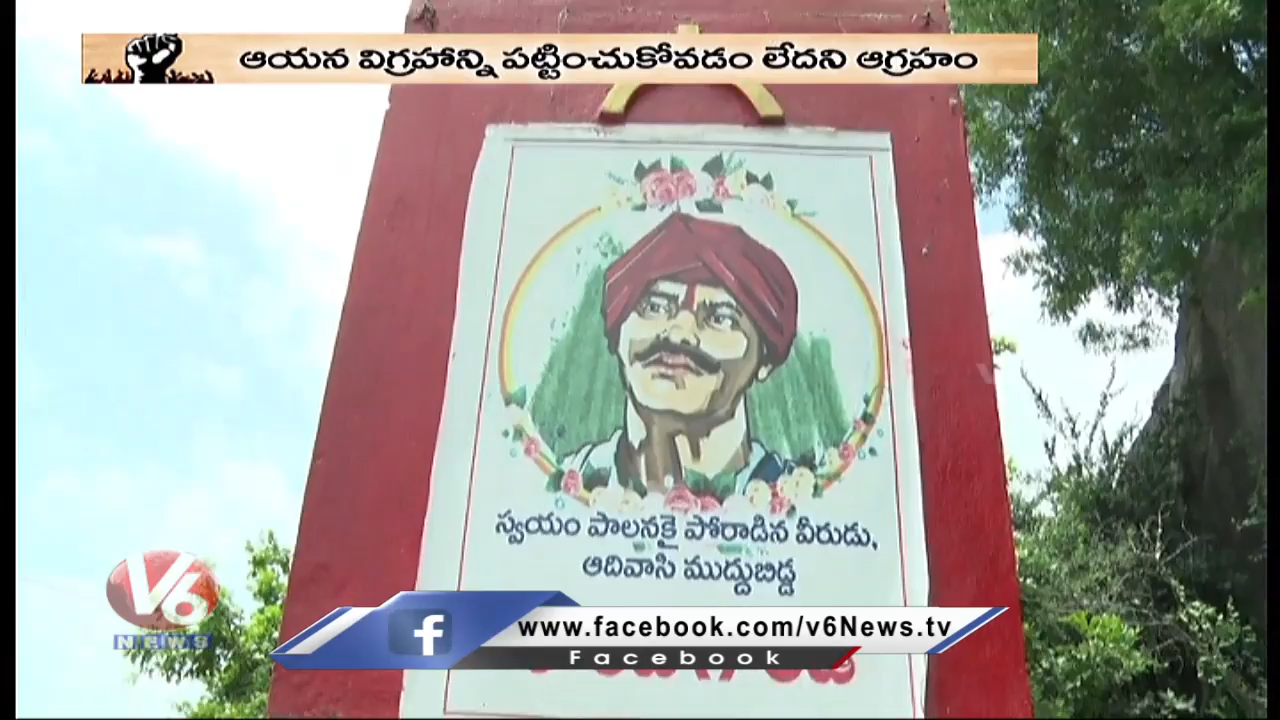 ఆయన విగ్రహాన్ని పట్టించుకోవడం లేదని ఆగ్రహం
స్వయం పాలనకై పోరాడిన వీరుడు,
ఆదివాసి ముద్దుబిడ్డ
V6
NEWS
f www.facebook.com/v6News.tv
Facebook